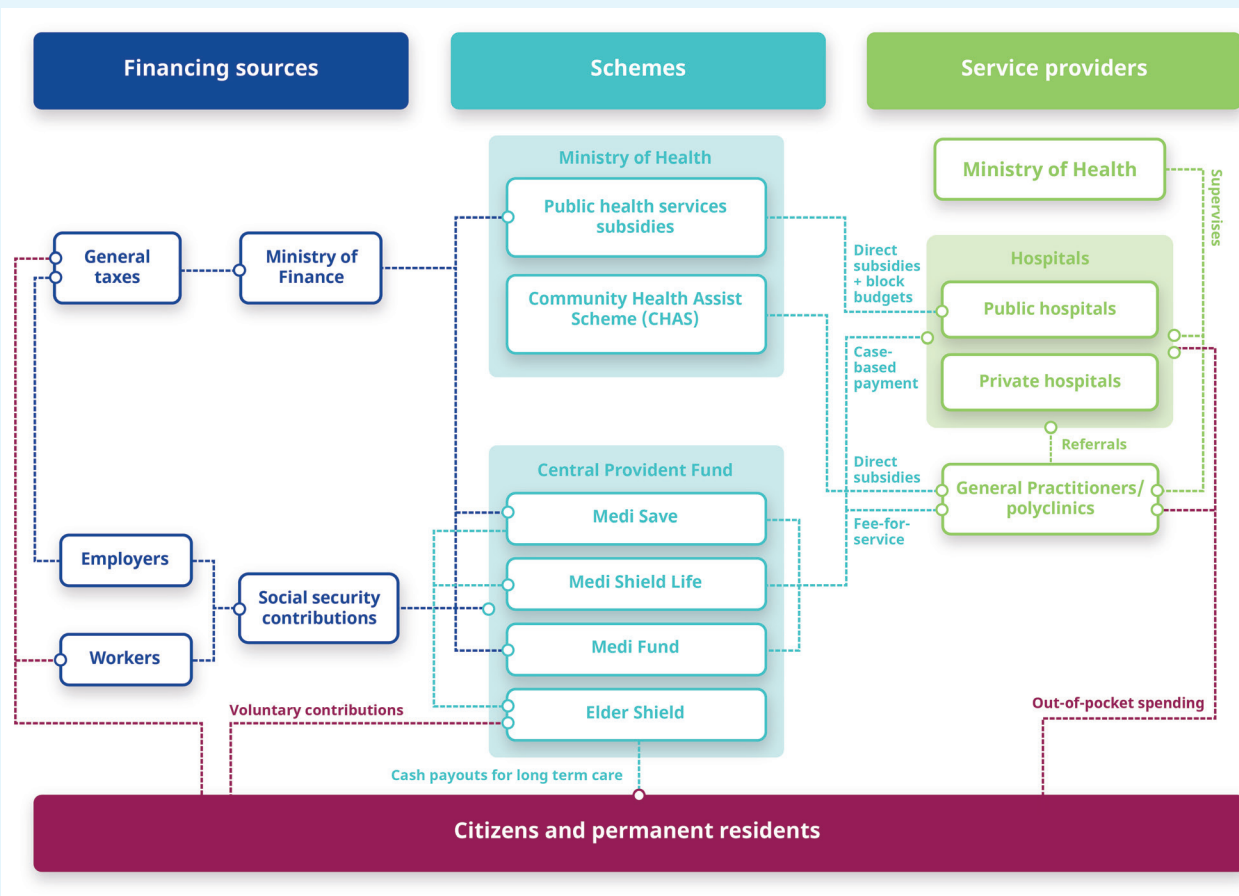 Financing sources
Schemes
Service providers
Ministry of Health
Public health services
subsidies
Community Health Assist
Scheme (CHAS)
Ministry of Health
Supervises
General
taxes
Ministry of
Finance
Direct
subsidies
+ block
budgets
Hospitals
Public hospitals
Private hospitals
Case-
based
payment
Referrals
Direct
subsidies
General Practitioners/
polyclinics
Fee-for-
service
Central Provident Fund
Medi Save
Medi Shield Life
Medi Fund
Elder Shield
Employers
Workers
Social security
contributions
Voluntary contributions
Out-of-pocket spending
Cash payouts for long term care
Citizens and permanent residents